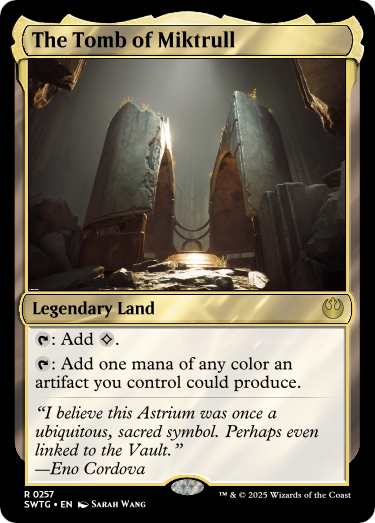 The Tomb of Miktrull
Legendary Land
: Add .
: Add one mana of any color an
artifact you control could produce.
“I believe this Astrium was once a
ubiquitous, sacred symbol. Perhaps even
linked to the Vault.”
—Eno Cordova
R 0257
SWTG • EN Sarah Wang
™ & © 2025 Wizards of the Coast